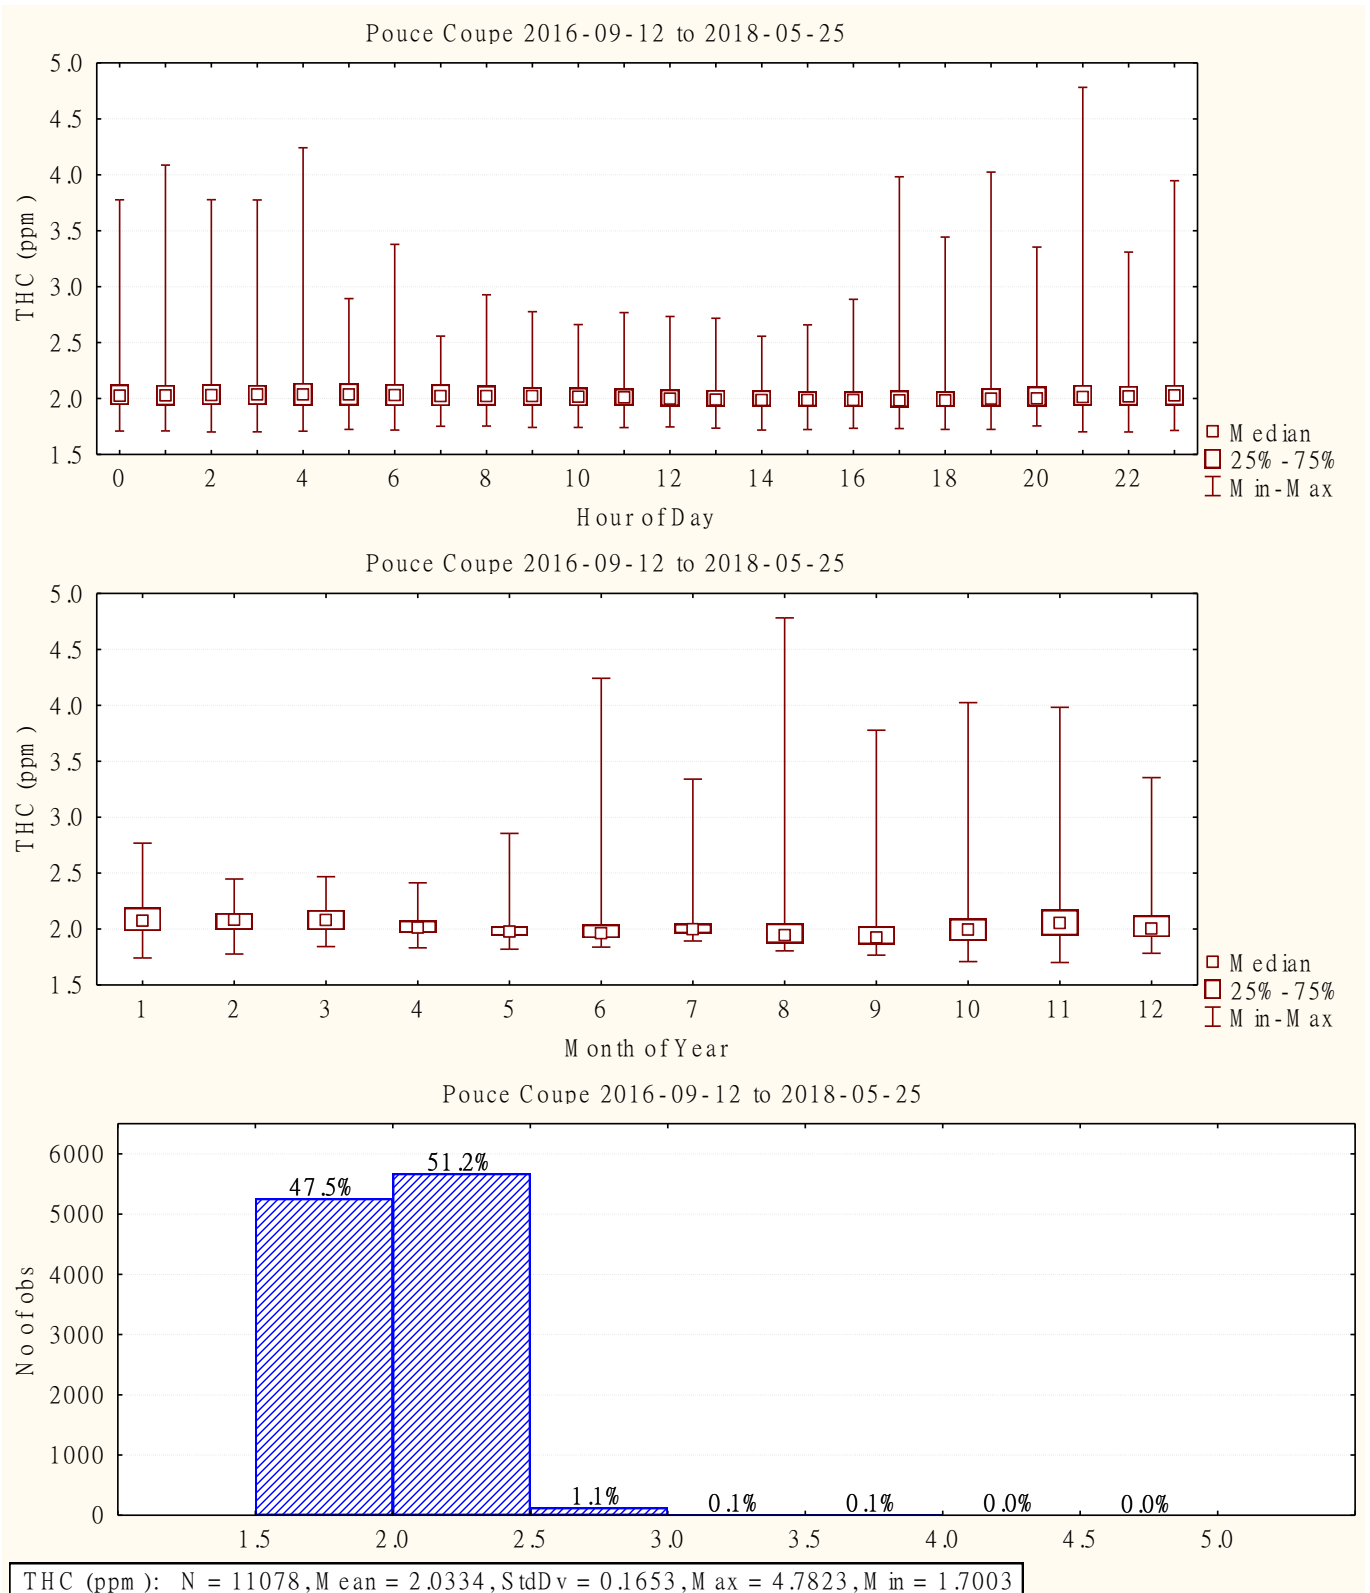 Pouce Coupe 2016-09-12 to 2018-05-25
5.0
4.5
4.0
3.5
3.0
2.5
2.0
1.5
THC (ppm)
0 2 4 6 8 10 12 14 16 18 20 22
Hour of Day
Median
25%-75%
Min-Max
Pouce Coupe 2016-09-12 to 2018-05-25
5.0
4.5
4.0
3.5
3.0
2.5
2.0
1.5
THC (ppm)
1 2 3 4 5 6 7 8 9 10 11 12
Month of Year
Median
25%-75%
Min-Max
Pouce Coupe 2016-09-12 to 2018-05-25
6000
5000
4000
3000
2000
1000
0
No of obs
47.5% 51.2% 1.1% 0.1% 0.1% 0.0% 0.0%
1.5 2.0 2.5 3.0 3.5 4.0 4.5 5.0
THC (ppm): N = 11078, Mean = 2.0334, StdDv = 0.1653, Max = 4.7823, Min = 1.7003